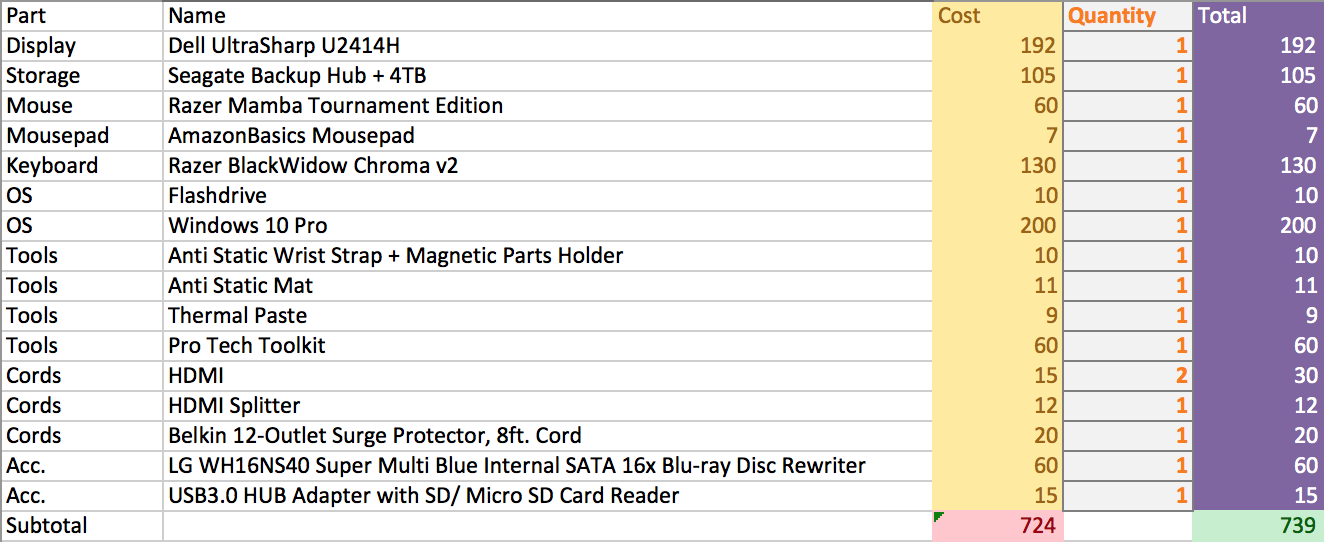 Part Name Cost Quantity Total
Display Dell UltraSharp U2414H 192 1 192
Storage Seagate Backup Hub + 4TB 105 1 105
Mouse Razer Mamba Tournament Edition 60 1 60
Mousepad AmazonBasics Mousepad 7 1 7
Keyboard Razer BlackWidow Chroma v2 130 1 130
OS Flashdrive 10 1 10
OS Windows 10 Pro 200 1 200
Tools Anti Static Wrist Strap + Magnetic Parts Holder 10 1 10
Tools Anti Static Mat 11 1 11
Tools Thermal Paste 9 1 9
Tools Pro Tech Toolkit 60 1 60
Cords HDMI 15 2 30
Cords HDMI Splitter 12 1 12
Cords Belkin 12-Outlet Surge Protector, 8ft. Cord 20 1 20
Acc. LG WH16NS40 Super Multi Blue Internal SATA 16x Blu-ray Disc Rewriter 60 1 60
Acc. USB3.0 HUB Adapter with SD/ Micro SD Card Reader 15 1 15
Subtotal 724 739